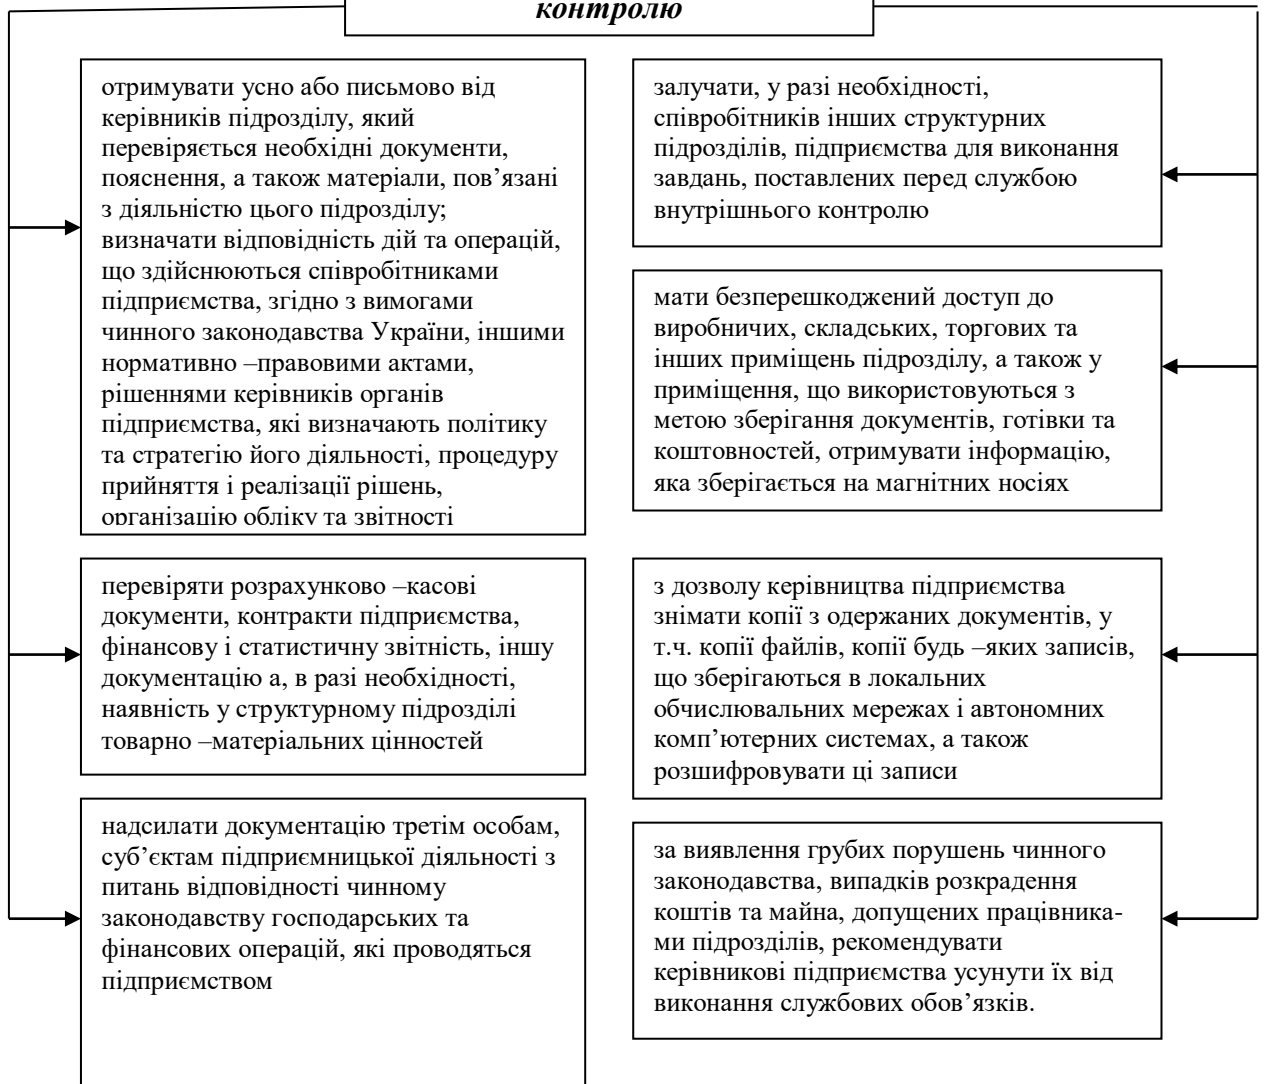 контролю
отримувати усно або письмово від
керівників підрозділу, який
перевіряється необхідні документи,
пояснення, а також матеріали, пов’язані
з діяльністю цього підрозділу;
визначати відповідність дій та операцій,
що здійснюються співробітниками
підприємства, згідно з вимогами
чинного законодавства України, іншими
нормативно –правовими актами,
рішеннями керівників органів
підприємства, які визначають політику
та стратегію його діяльності, процедуру
прийняття і реалізації рішень,
організацію обліку та звітності
перевіряти розрахунково –касові
документи, контракти підприємства,
фінансову і статистичну звітність, іншу
документацію а, в разі необхідності,
наявність у структурному підрозділі
товарно –матеріальних цінностей
надсилати документацію третім особам,
суб’єктам підприємницької діяльності з
питань відповідності чинному
законодавству господарських та
фінансових операцій, які проводяться
підприємством
залучати, у разі необхідності,
співробітників інших структурних
підрозділів, підприємства для виконання
завдань, поставлених перед службою
внутрішнього контролю
мати безперешкоджений доступ до
виробничих, складських, торгових та
інших приміщень підрозділу, а також у
приміщення, що використовуються з
метою зберігання документів, готівки та
коштовностей, отримувати інформацію,
яка зберігається на магнітних носіях
з дозволу керівництва підприємства
знімати копії з одержаних документів, у
т.ч. копії файлів, копії будь –яких записів,
що зберігаються в локальних
обчислювальних мережах і автономних
комп’ютерних системах, а також
розшифровувати ці записи
за виявлення грубих порушень чинного
законодавства, випадків розкрадення
коштів та майна, допущених працівника-
ми підрозділів, рекомендувати
керівникові підприємства усунути їх від
виконання службових обов’язків.